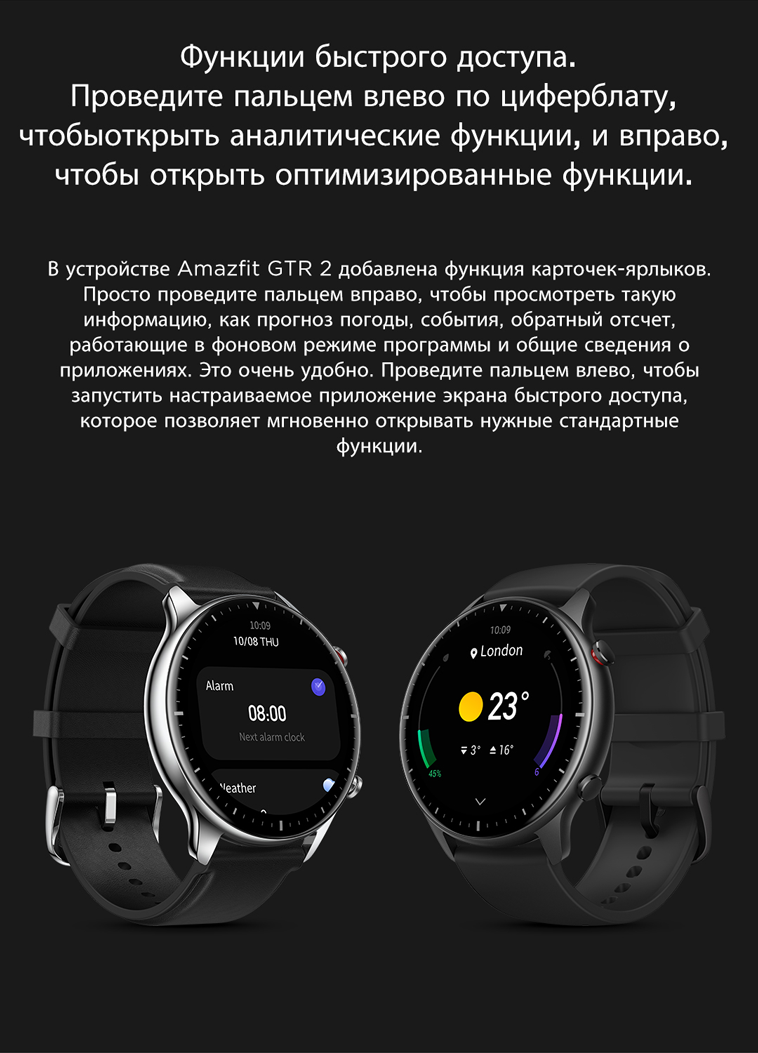 Функции быстрого доступа.
Проведите пальцем влево по циферблату,
чтобыоткрыть аналитические функции, и вправо,
чтобы открыть оптимизированные функции.
В устройстве Amazfit GTR 2 добавлена функция карточек-ярлыков.
Просто проведите пальцем вправо, чтобы просмотреть такую
информацию, как прогноз погоды, события, обратный отсчет,
работающие в фоновом режиме программы и общие сведения о
приложениях. Это очень удобно. Проведите пальцем влево, чтобы
запустить настраиваемое приложение экрана быстрого доступа,
которое позволяет мгновенно открывать нужные стандартные
функции.
10:09
10/08 THU
Alarm
08:00
Next alarm clock
Weather
10:09
London
23°
3° 16°
45% 6